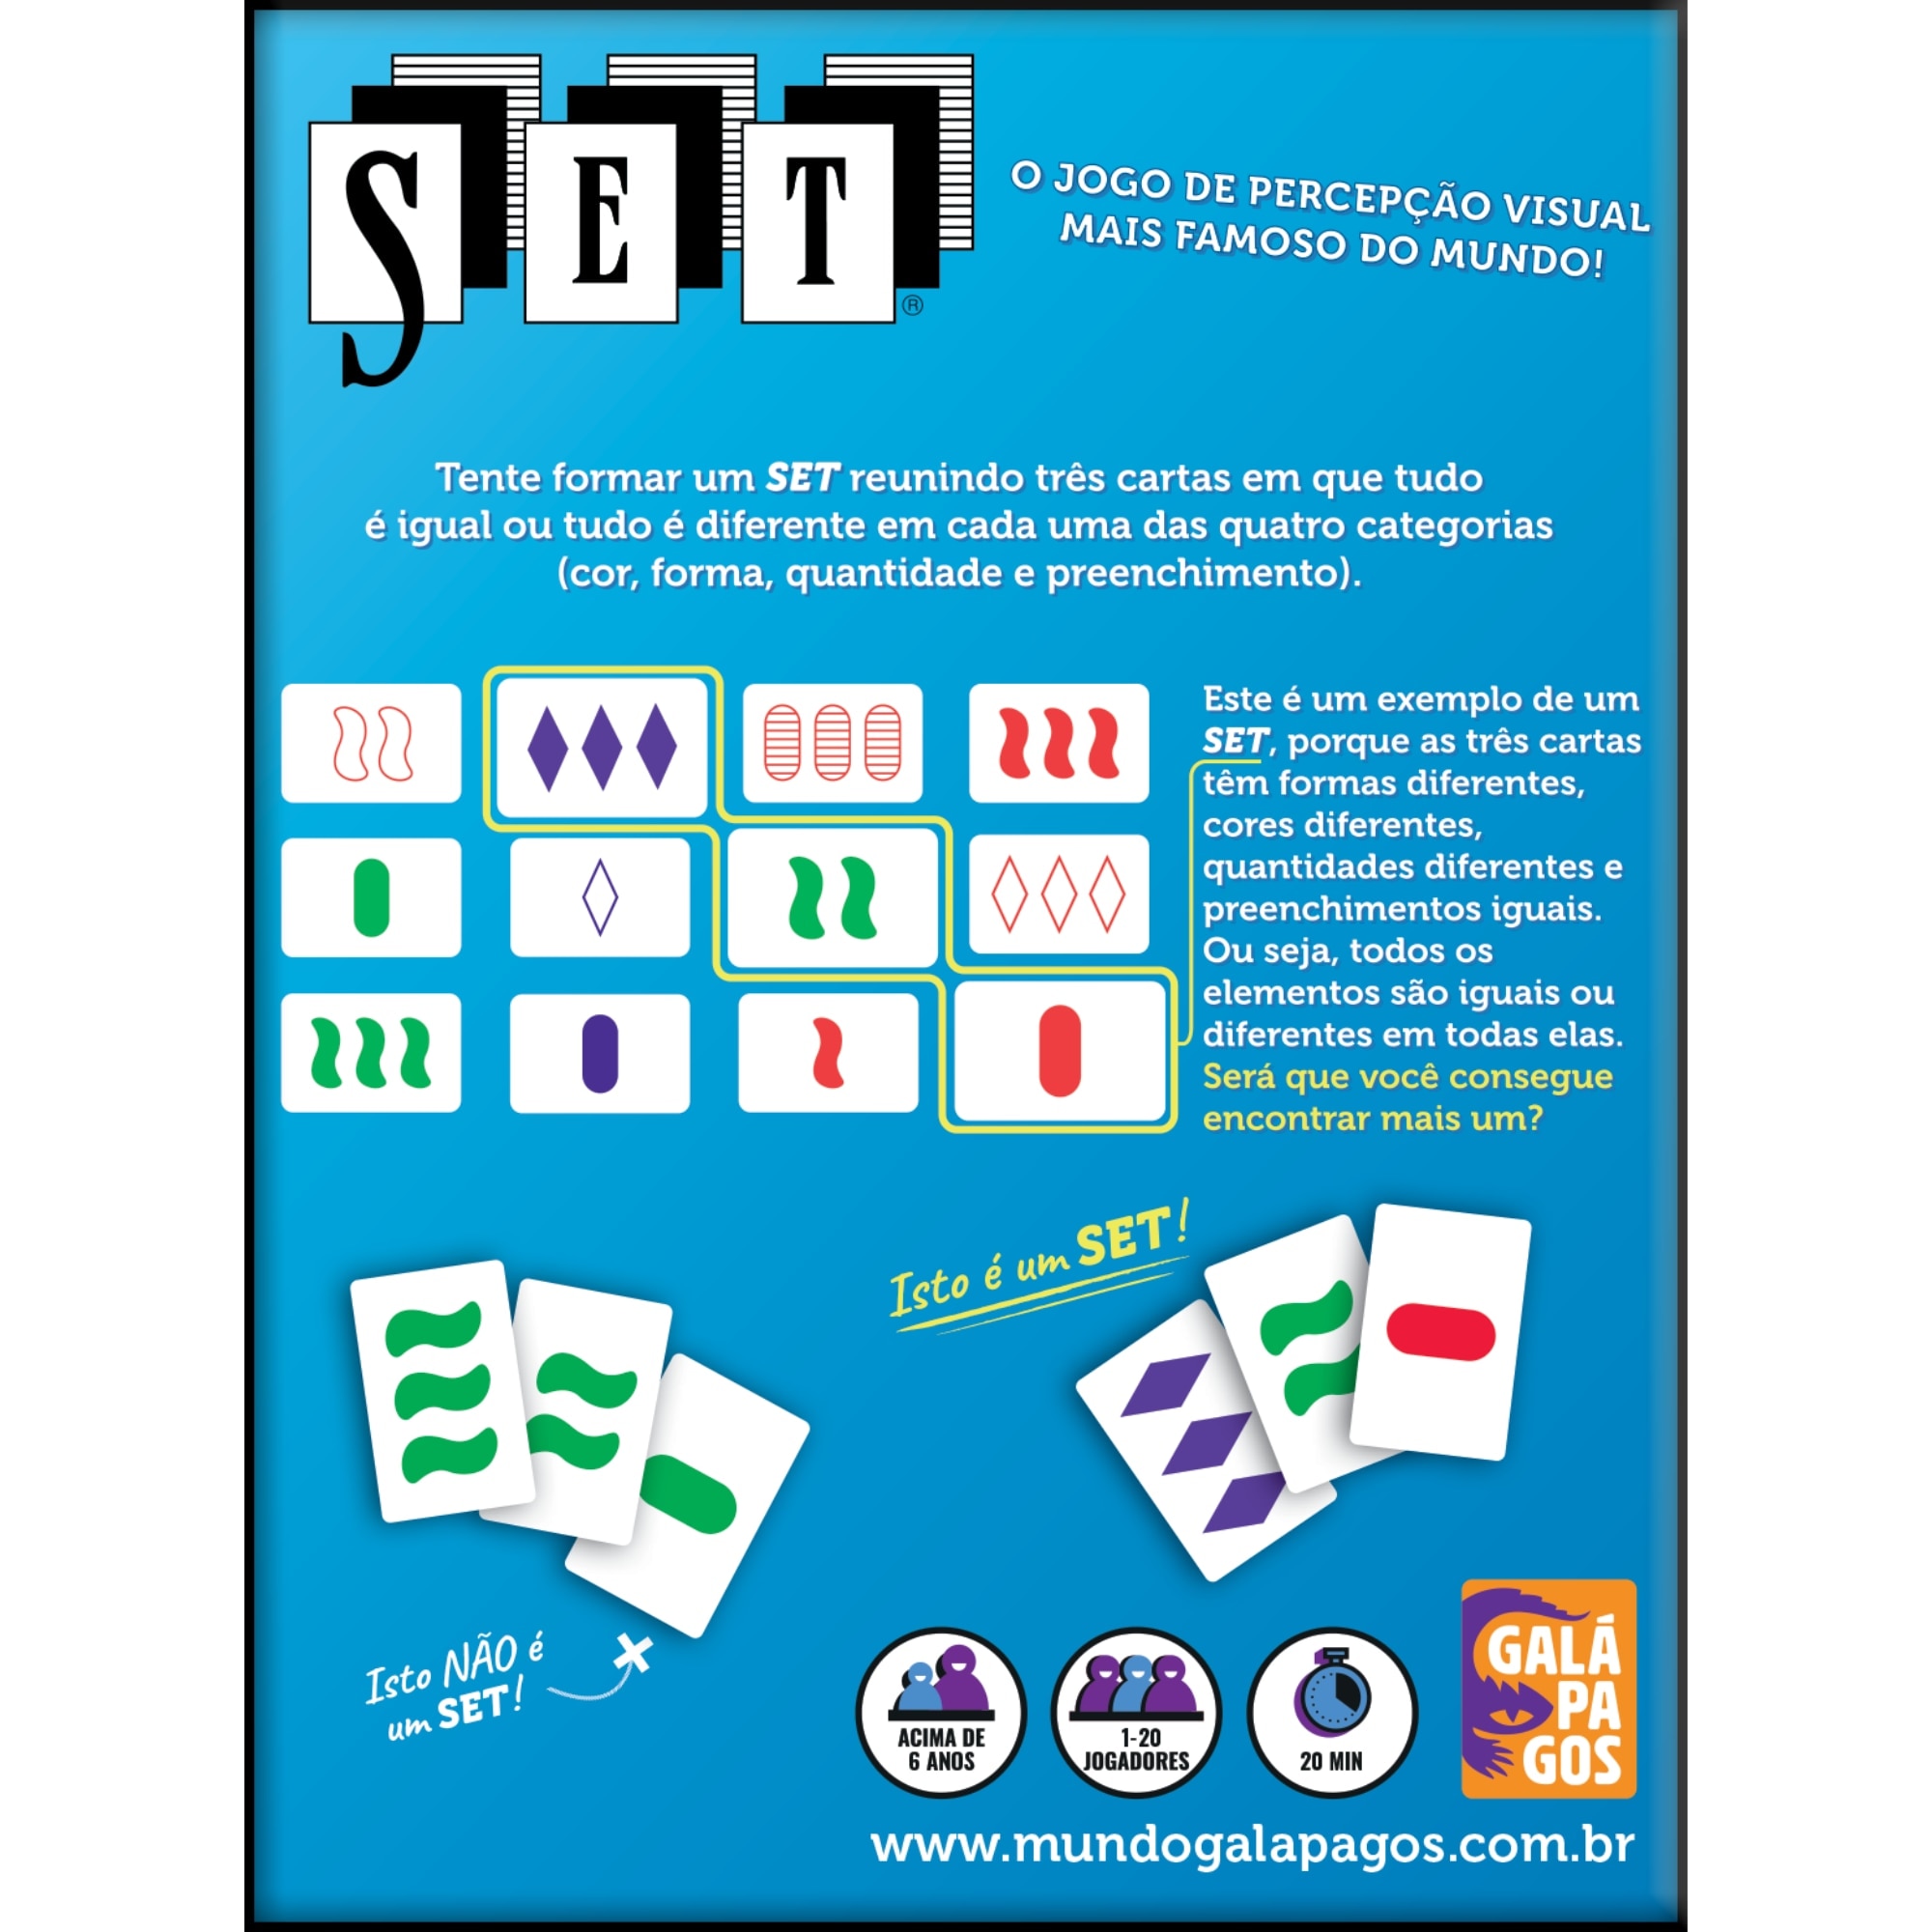 SET®
O JOGO DE PERCEPÇÃO VISUAL
MAIS FAMOSO DO MUNDO!
Tente formar um SET reunindo três cartas em que tudo
é igual ou tudo é diferente em cada uma das quatro categorias
(cor, forma, quantidade e preenchimento).
Este é um exemplo de um
SET, porque as três cartas
têm formas diferentes,
cores diferentes,
quantidades diferentes e
preenchimentos iguais.
Ou seja, todos os
elementos são iguais ou
diferentes em todas elas.
Será que você consegue
encontrar mais um?
Isto é um SET!
Isto NÃO é
um SET!
ACIMA DE
6 ANOS
1-20
JOGADORES
20 MIN
GALÁ
PA
GOS
www.mundogalapagos.com.br